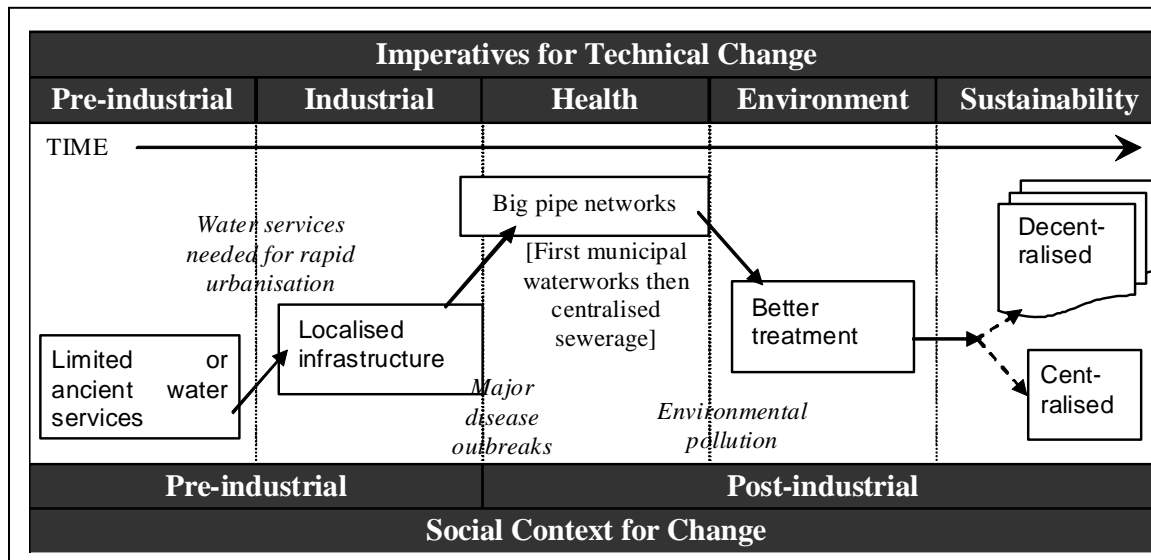 Imperatives for Technical Change
Pre-industrial
Industrial
Health
Environment
Sustainability
TIME
Water services
needed for rapid
urbanisation
Limited or
ancient water
services
Localised
infrastructure
Major
disease
outbreaks
Big pipe networks
[First municipal
waterworks then
centralised
sewerage]
Environmental
pollution
Better
treatment
Decent-
ralised
Cent-
ralised
Pre-industrial
Post-industrial
Social Context for Change